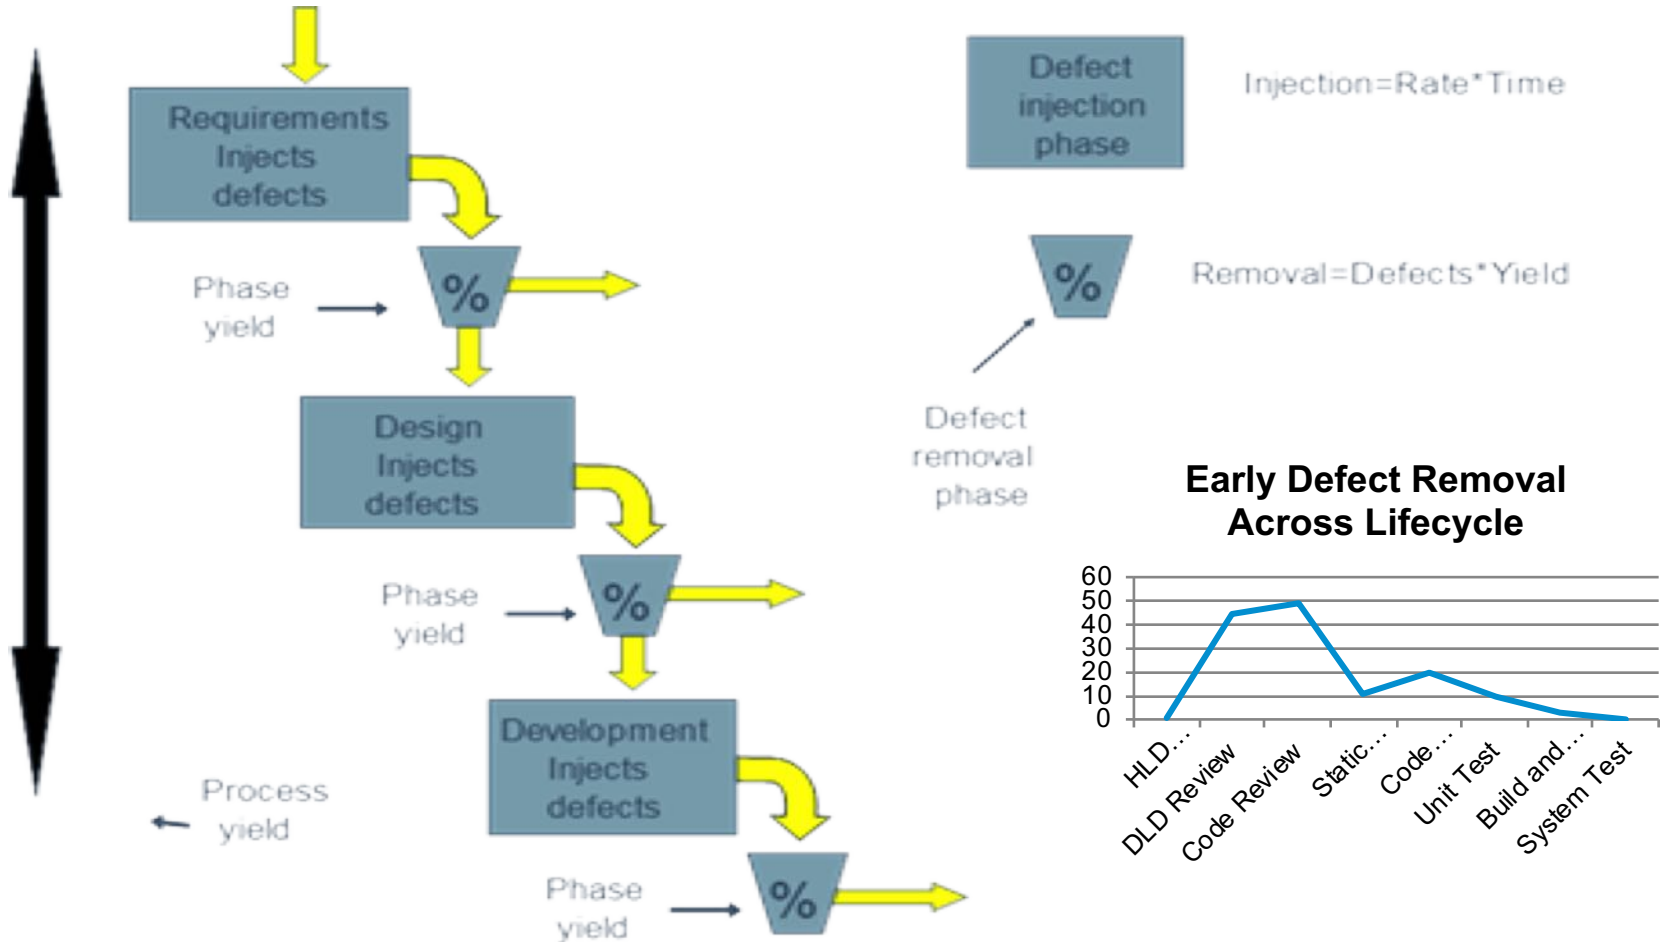 Requirements
Injects
defects
%
Phase
yield
Design
Injects
defects
%
Phase
yield
Development
Injects
defects
%
Phase
yield
Process
yield
Defect
injection
phase
Injection=Rate*Time
%
Removal=Defects*Yield
Defect
removal
phase
Early Defect Removal
Across Lifecycle
60
50
40
30
20
10
0
HLD...
DLD Review
Code Review
Static...
Code...
Unit Test
Build and...
System Test